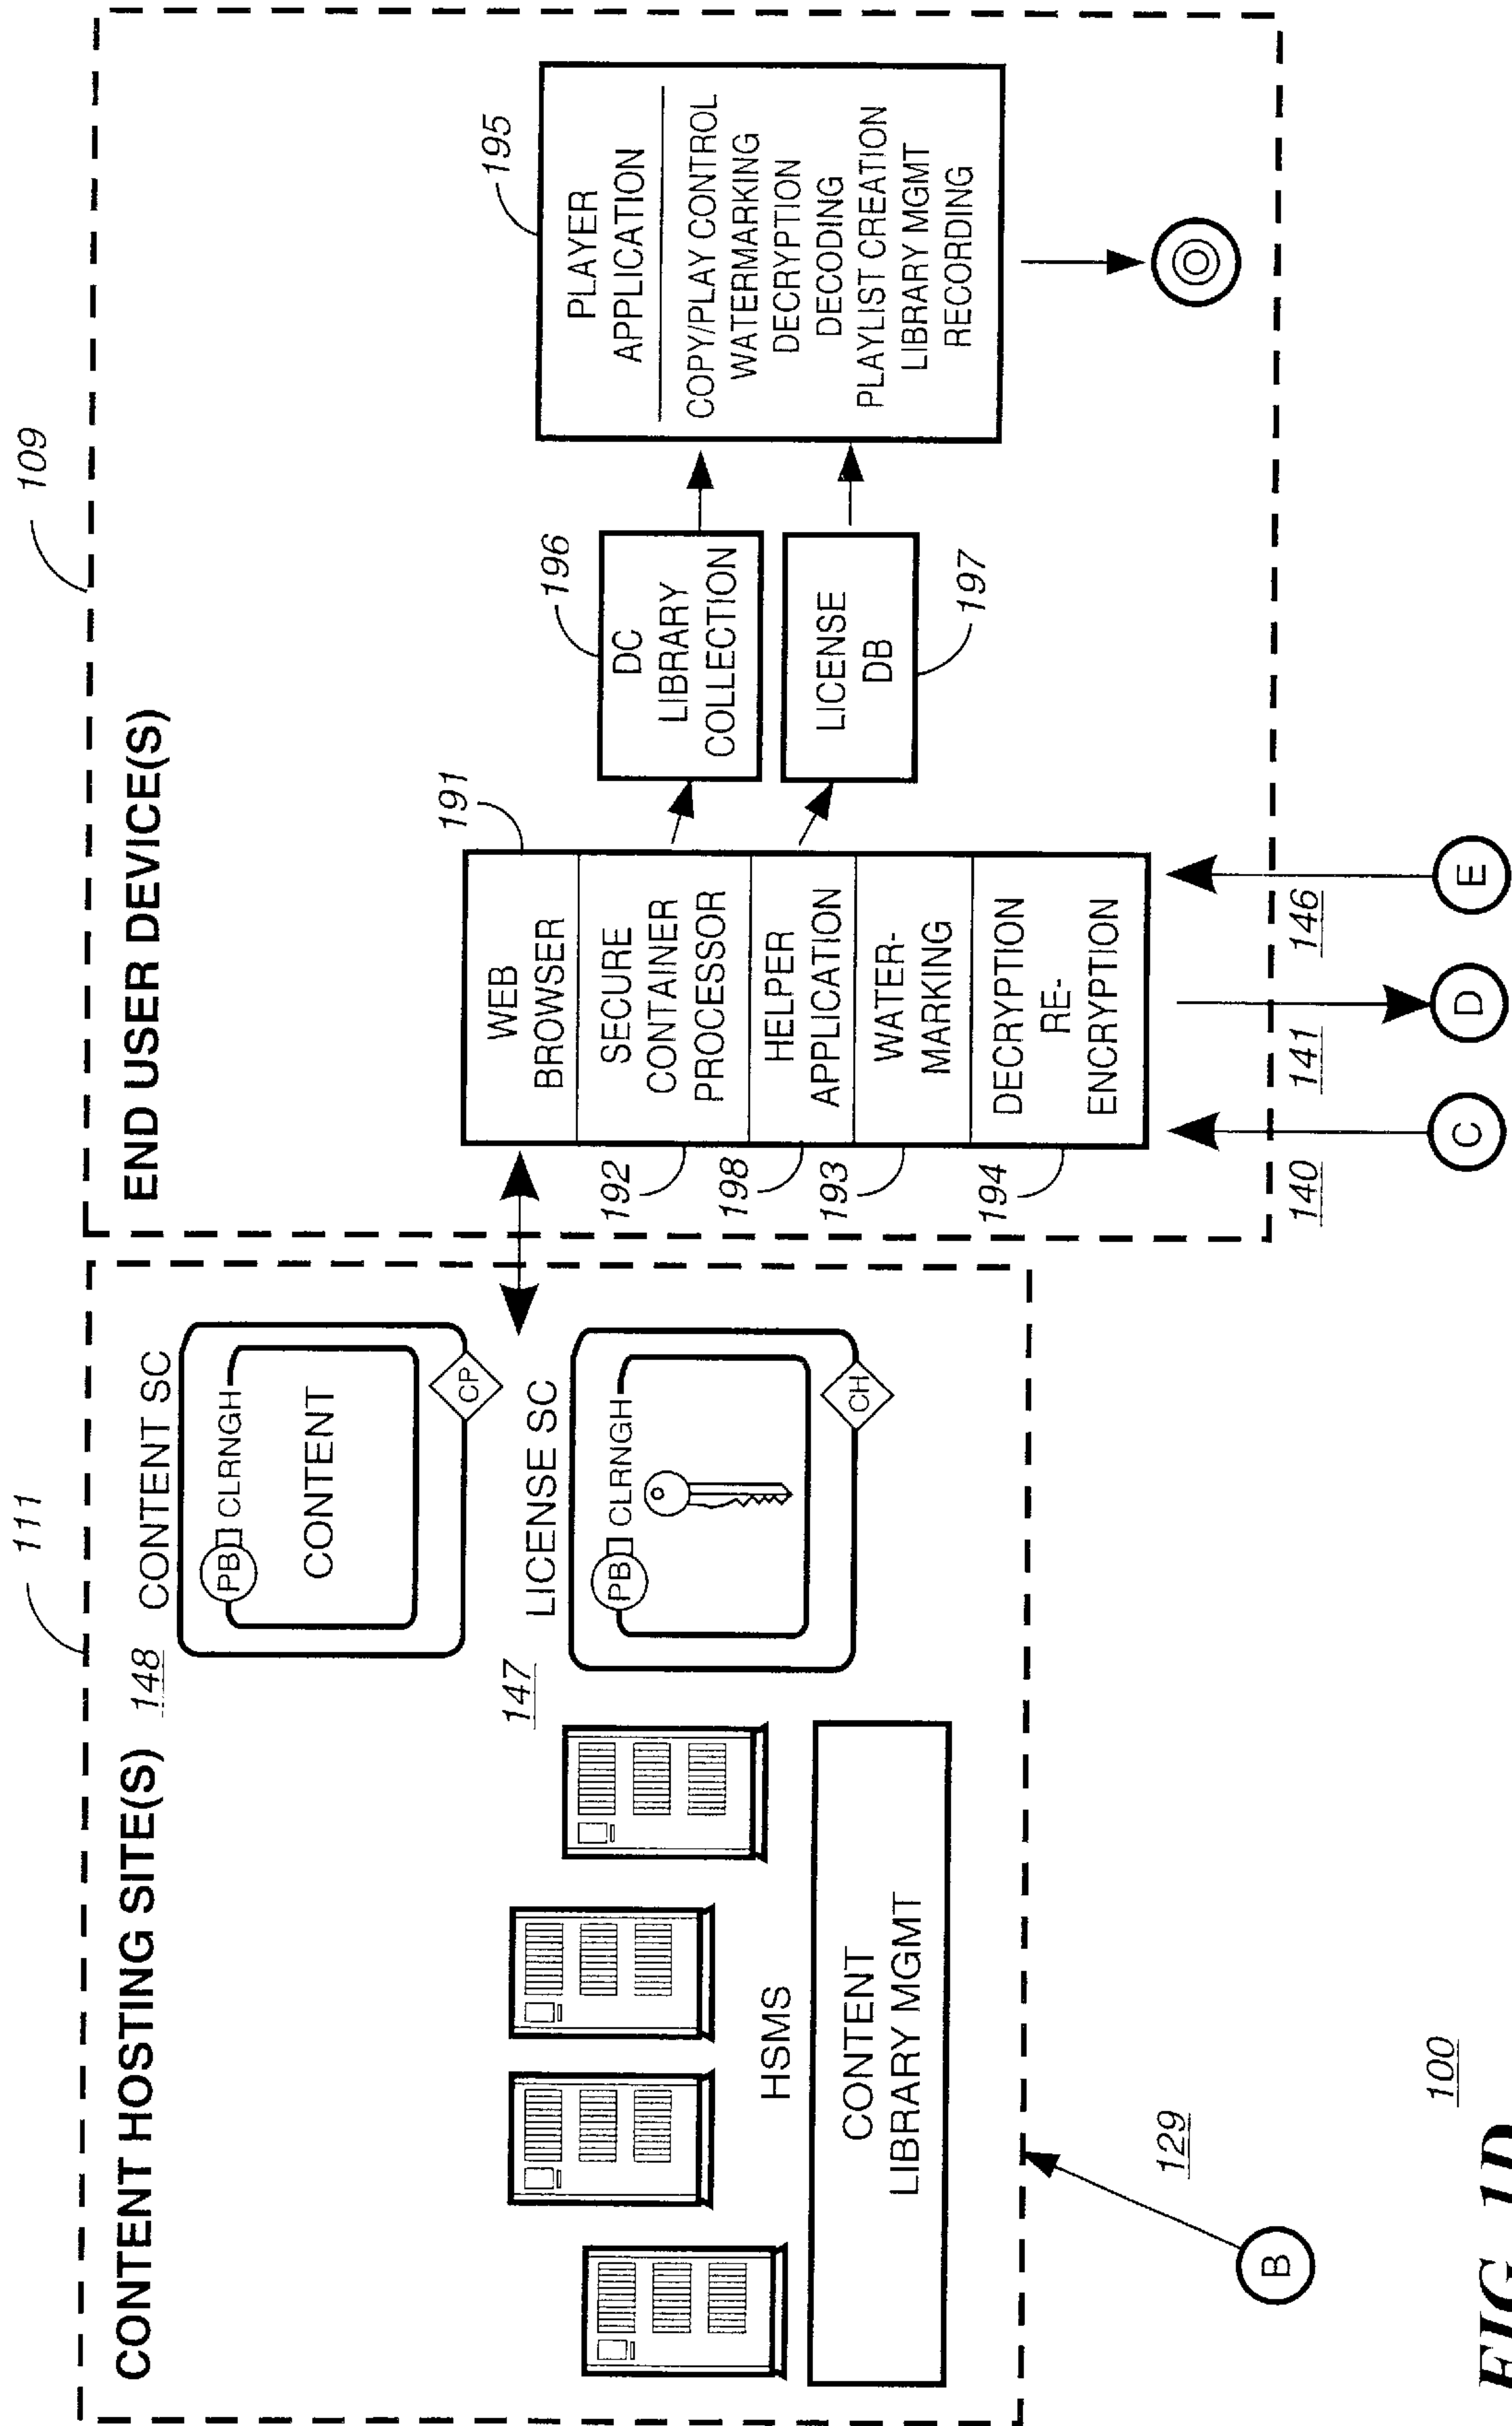 111
109
CONTENT HOSTING SITE(S)
148
CONTENT SC
PB CLRNGH
CONTENT
CP
147
LICENSE SC
PB CLRNGH
CH
HSMS
CONTENT
LIBRARY MGMT
B
129
END USER DEVICE(S)
191
WEB
BROWSER
SECURE
CONTAINER
PROCESSOR
HELPER
APPLICATION
WATER-
MARKING
DECRYPTION
RE-
ENCRYPTION
192
198
193
194
196
DC
LIBRARY
COLLECTION
LICENSE
DB
197
195
PLAYER
APPLICATION
COPY/PLAY CONTROL
WATERMARKING
DECRYPTION
DECODING
PLAYLIST CREATION
LIBRARY MGMT
RECORDING
140
141
146
C
D
E
100
FIG. 1D